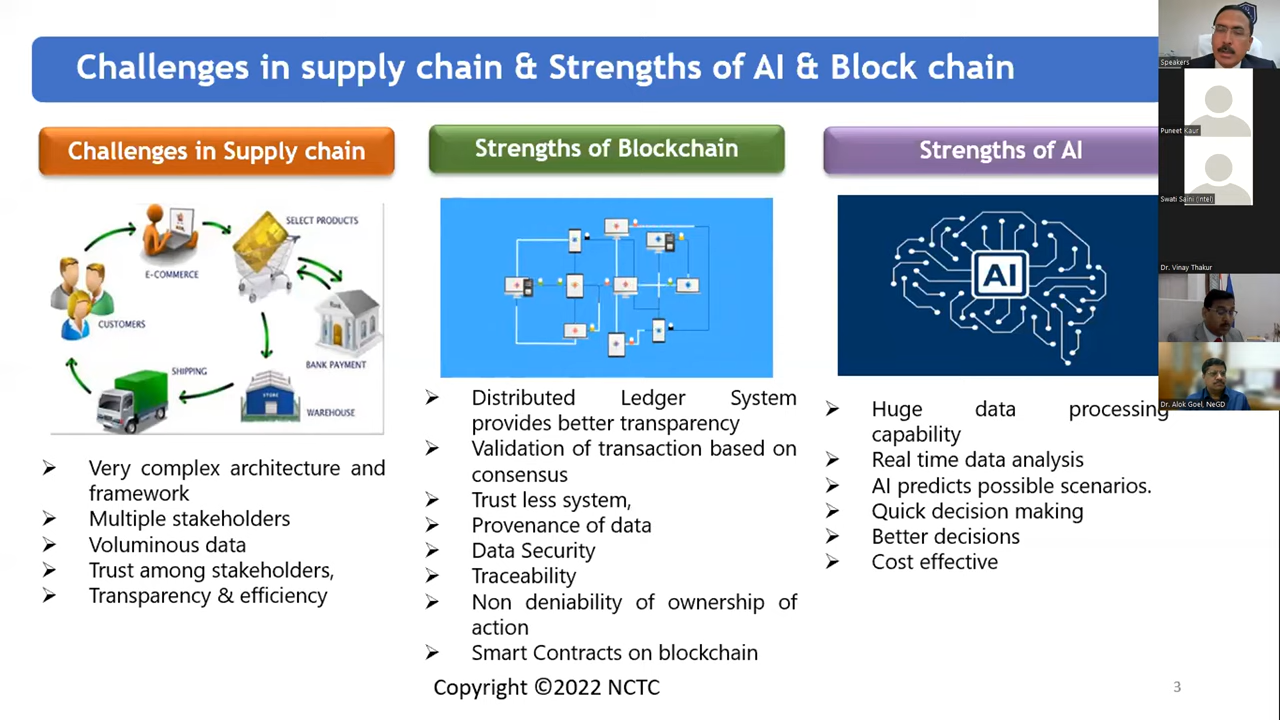 Challenges in supply chain & Strengths of AI & Block chain
Challenges in Supply chain
E-COMMERCE
SELECT PRODUCTS
CUSTOMERS
BANK PAYMENT
SHIPPING
STORE
WAREHOUSE
Very complex architecture and
framework
Multiple stakeholders
Voluminous data
Trust among stakeholders,
Transparency & efficiency
Strengths of Blockchain
Distributed Ledger System
provides better transparency
Validation of transaction based on
consensus
Trust less system,
Provenance of data
Data Security
Traceability
Non deniability of ownership of
action
Smart Contracts on blockchain
Strengths of AI
AI
Huge data processing
capability
Real time data analysis
AI predicts possible scenarios.
Quick decision making
Better decisions
Cost effective
Copyright ©2022 NCTC
3
Speakers
Puneet Kaur
Swati Saini (Intel)
Dr. Vinay Thakur
Dr. Alok Goel, NeGD